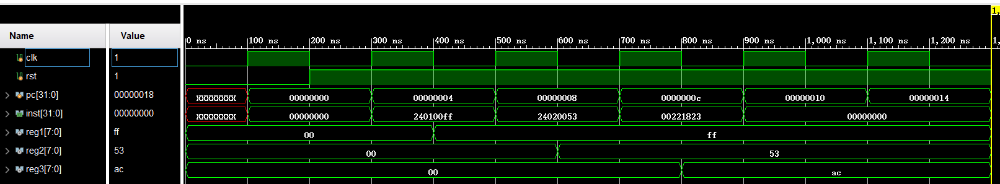 1,
Name Value
0 ns 100 ns 200 ns 300 ns 400 ns 500 ns 600 ns 700 ns 800 ns 900 ns 1,000 ns 1,100 ns 1,200 ns 1,
clk 1
rst 1
pc[31:0] 00000018 XXXXXXXX 00000000 00000004 00000008 0000000c 00000010 00000014
inst[31:0] 00000000 XXXXXXXX 00000000 240100ff 24020053 00221823 00000000
reg1[7:0] ff 00 ff
reg2[7:0] 53 00 53
reg3[7:0] ac 00 ac